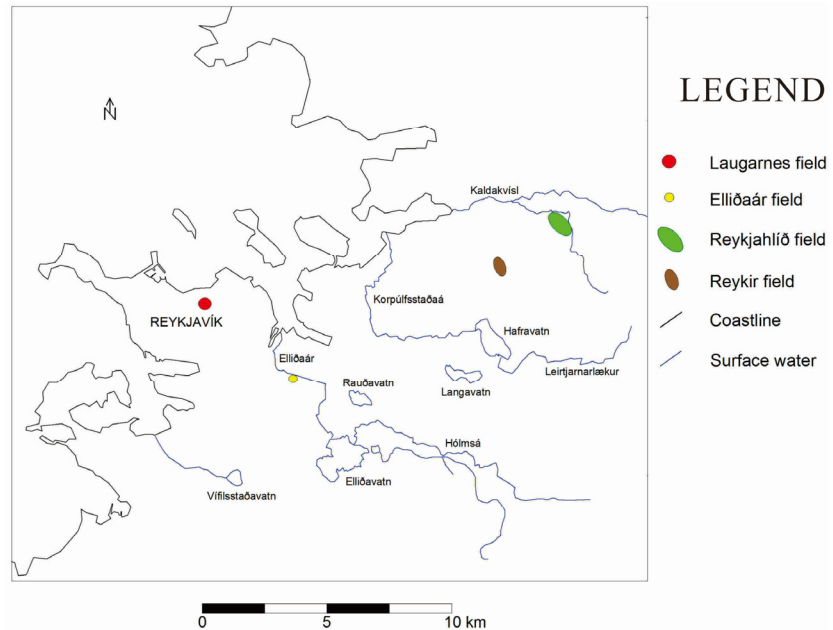 N
LEGEND
Laugarnes field
Elliðaár field
Reykjahlíð field
Reykir field
Coastline
Surface water
Kaldakvísl
Korpúlfsstaðaá
REYKJAVÍK
Hafravatn
Elliðaár
Leirtjarnarlækur
Rauðavatn
Langavatn
Hólmsá
Elliðavatn
Vífilsstaðavatn
0 5 10 km